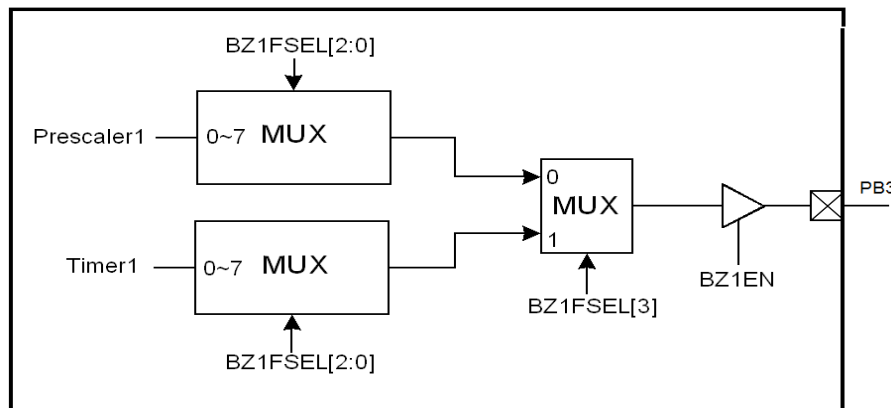 BZ1FSEL[2:0]
Prescaler1
0~7 MUX
0
MUX
1
PB3
Timer1
0~7 MUX
BZ1EN
BZ1FSEL[3]
BZ1FSEL[2:0]